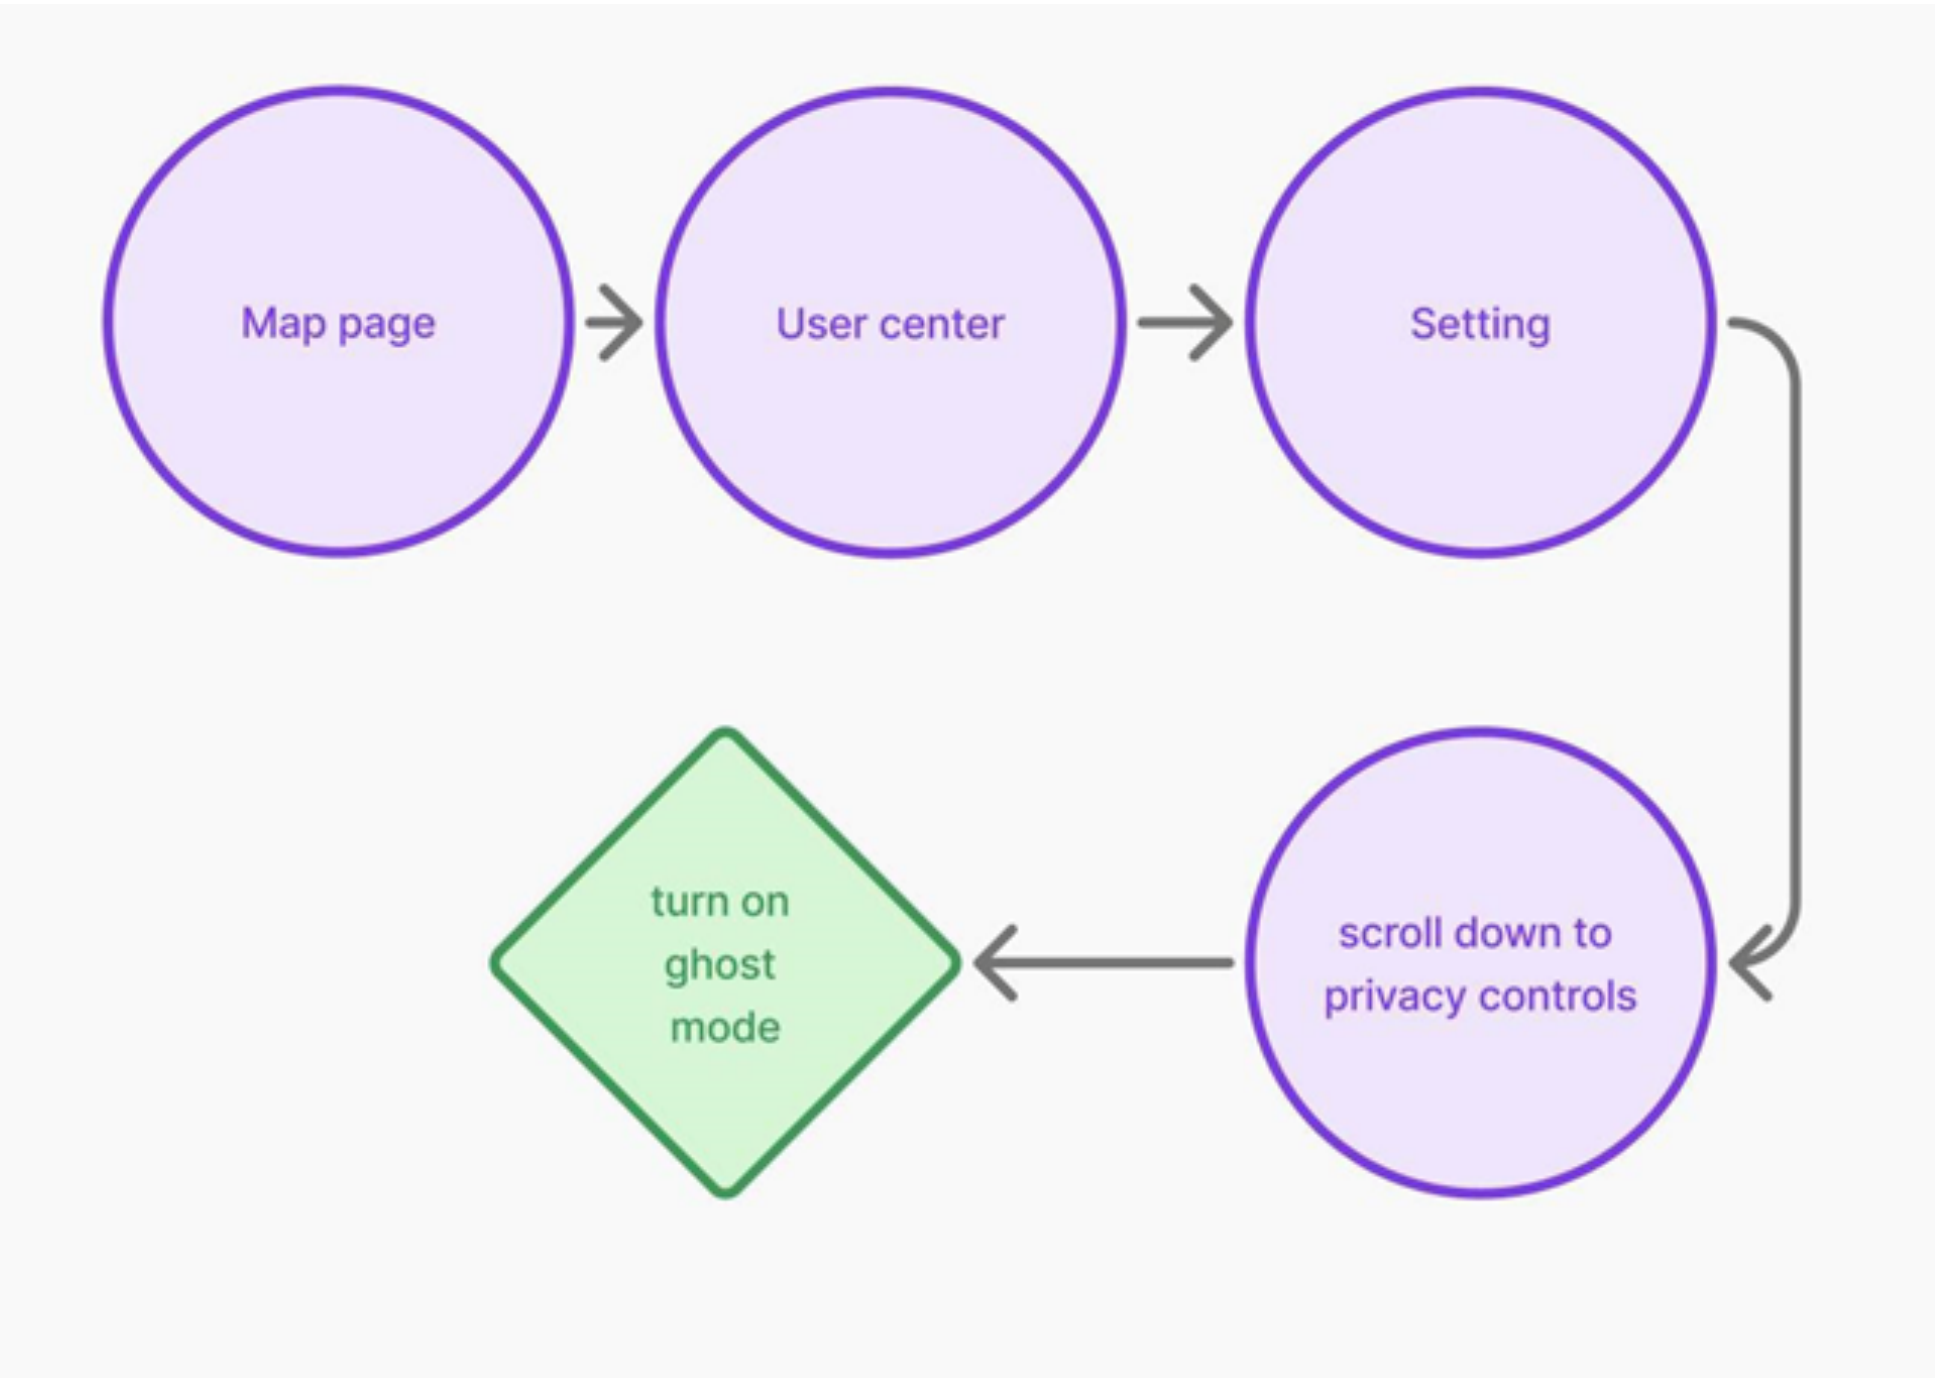 Map page
User center
Setting
scroll down to
privacy controls
turn on
ghost
mode